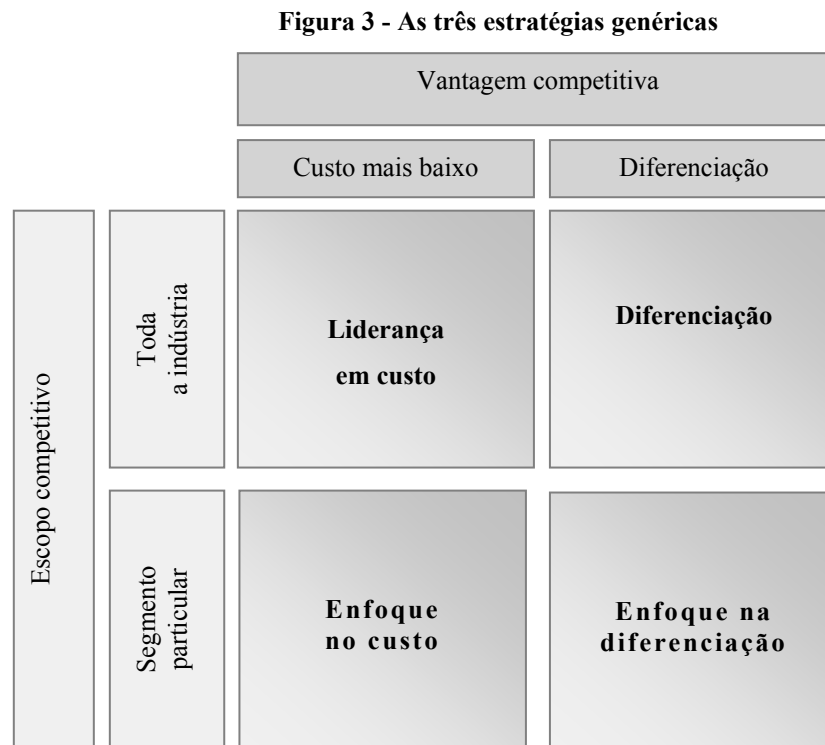 Figura 3 - As três estratégias genéricas
Vantagem competitiva
Custo mais baixo
Diferenciação
Escopo competitivo
Toda
a indústria
Liderança
em custo
Diferenciação
Segmento
particular
Enfoque
no custo
Enfoque na
diferenciação